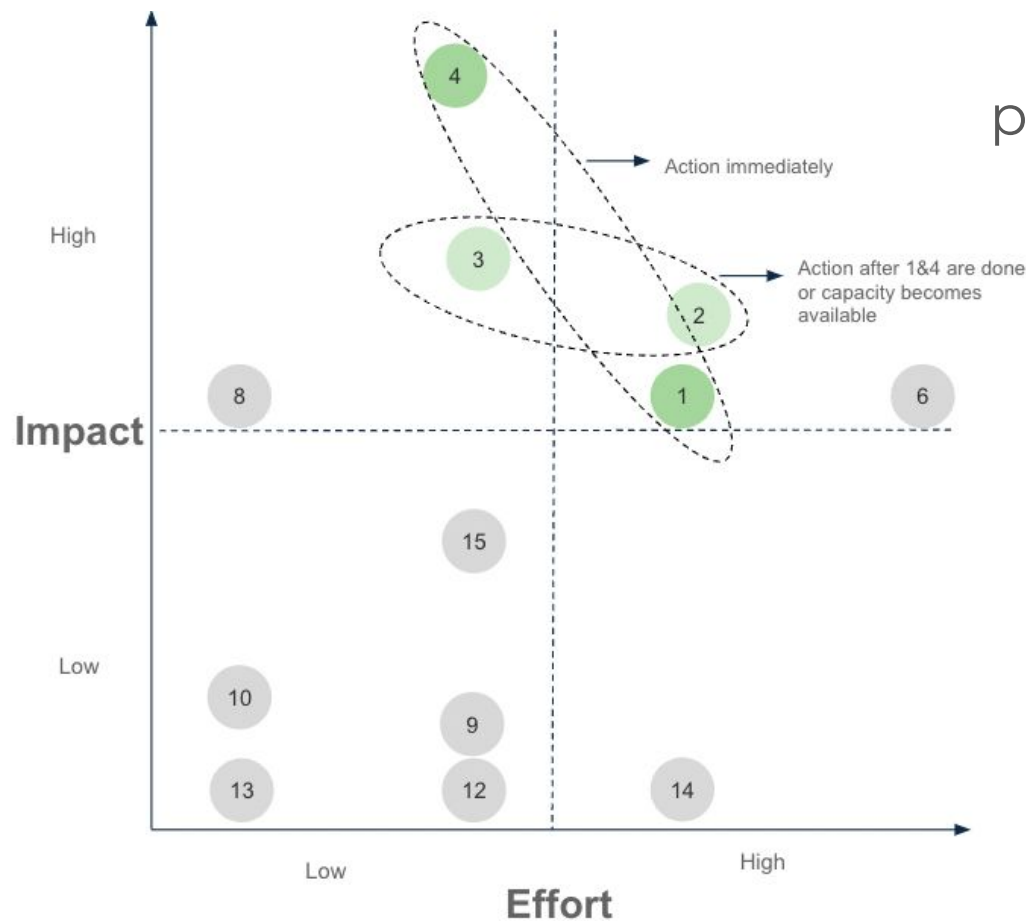 4
p
Action immediately
High
3
Action after 1&4 are done
or capacity becomes
available
2
8
1
6
Impact
15
Low
10
9
13
12
14
Low
High
Effort